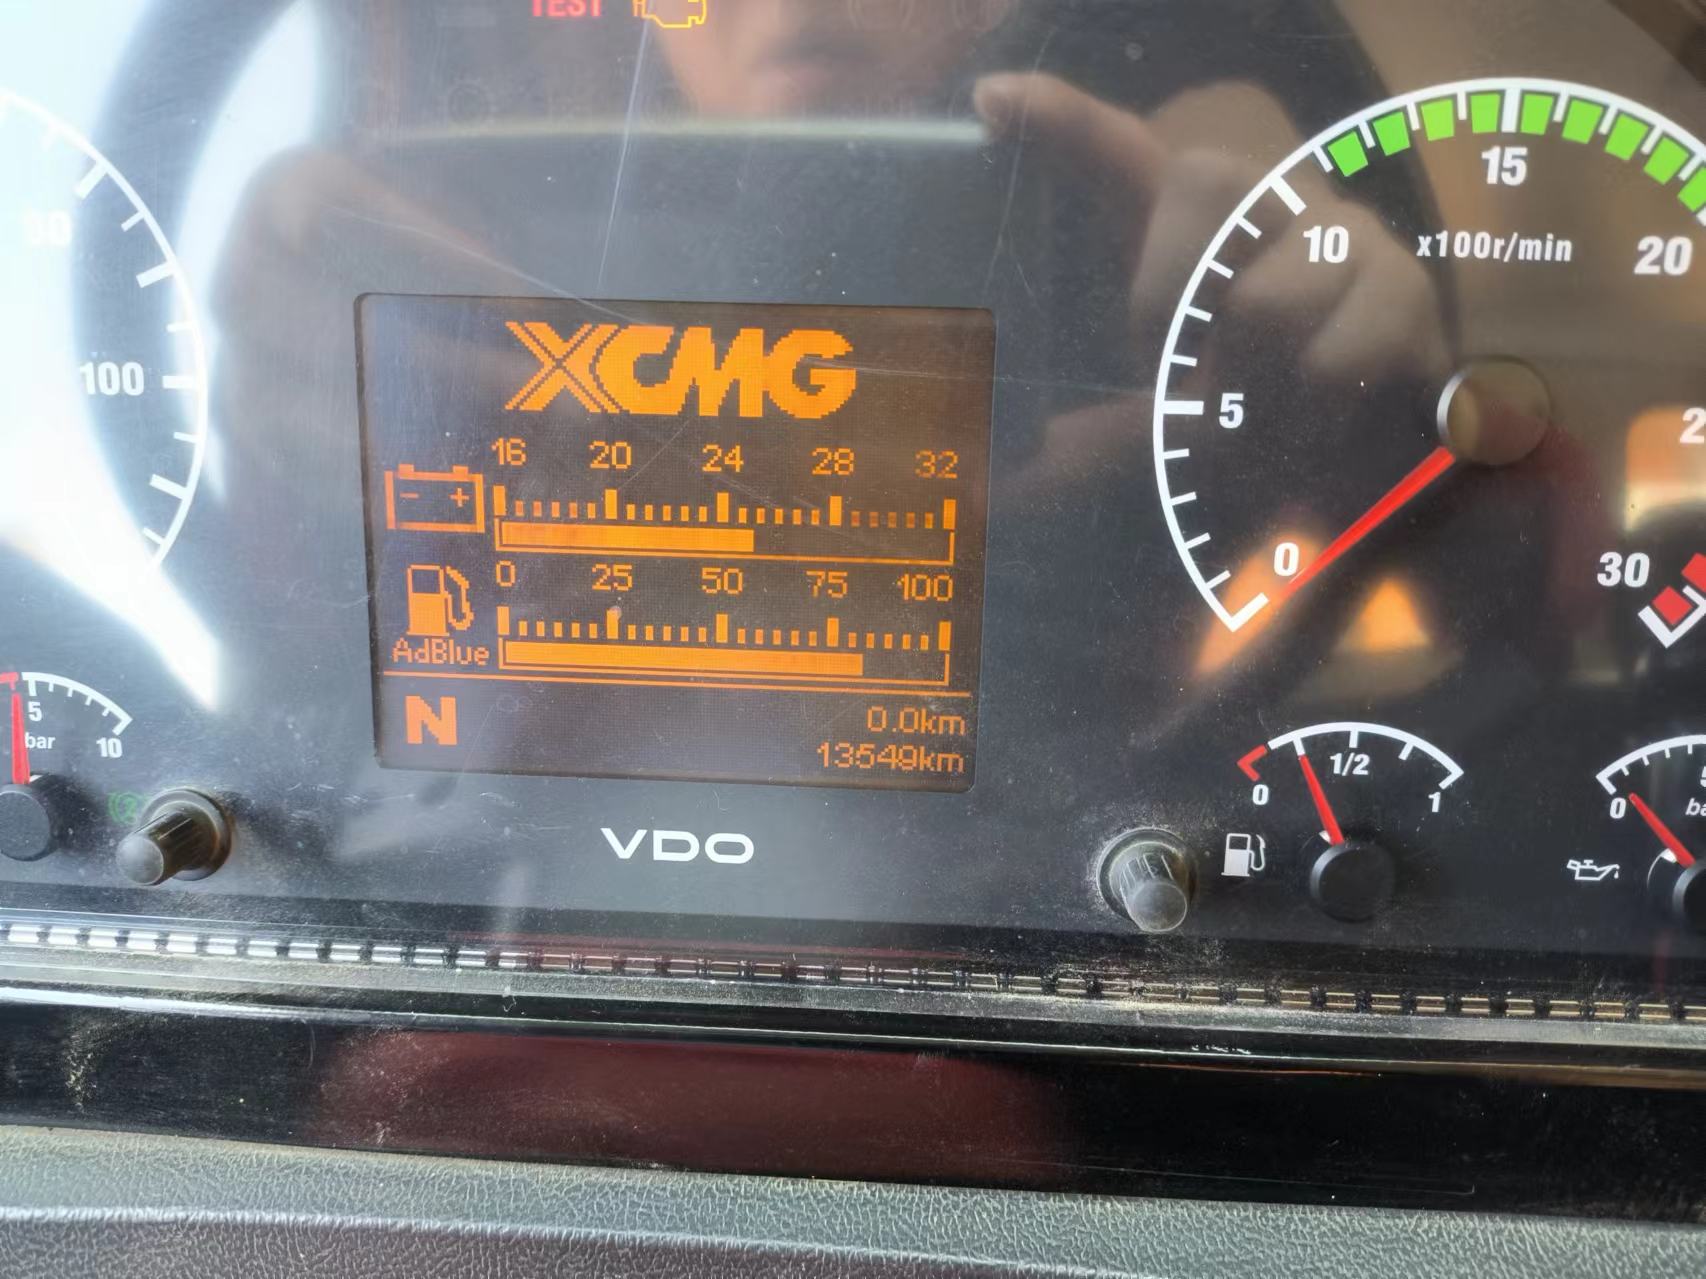 TEST
XCMG
16 20 24 28 32
- +
0 25 50 75 100
AdBlue
N
0.0km
13549km
VDO
100
5
bar
10
0 5 10 15 20
x100r/min
30
0 1/2 1
0